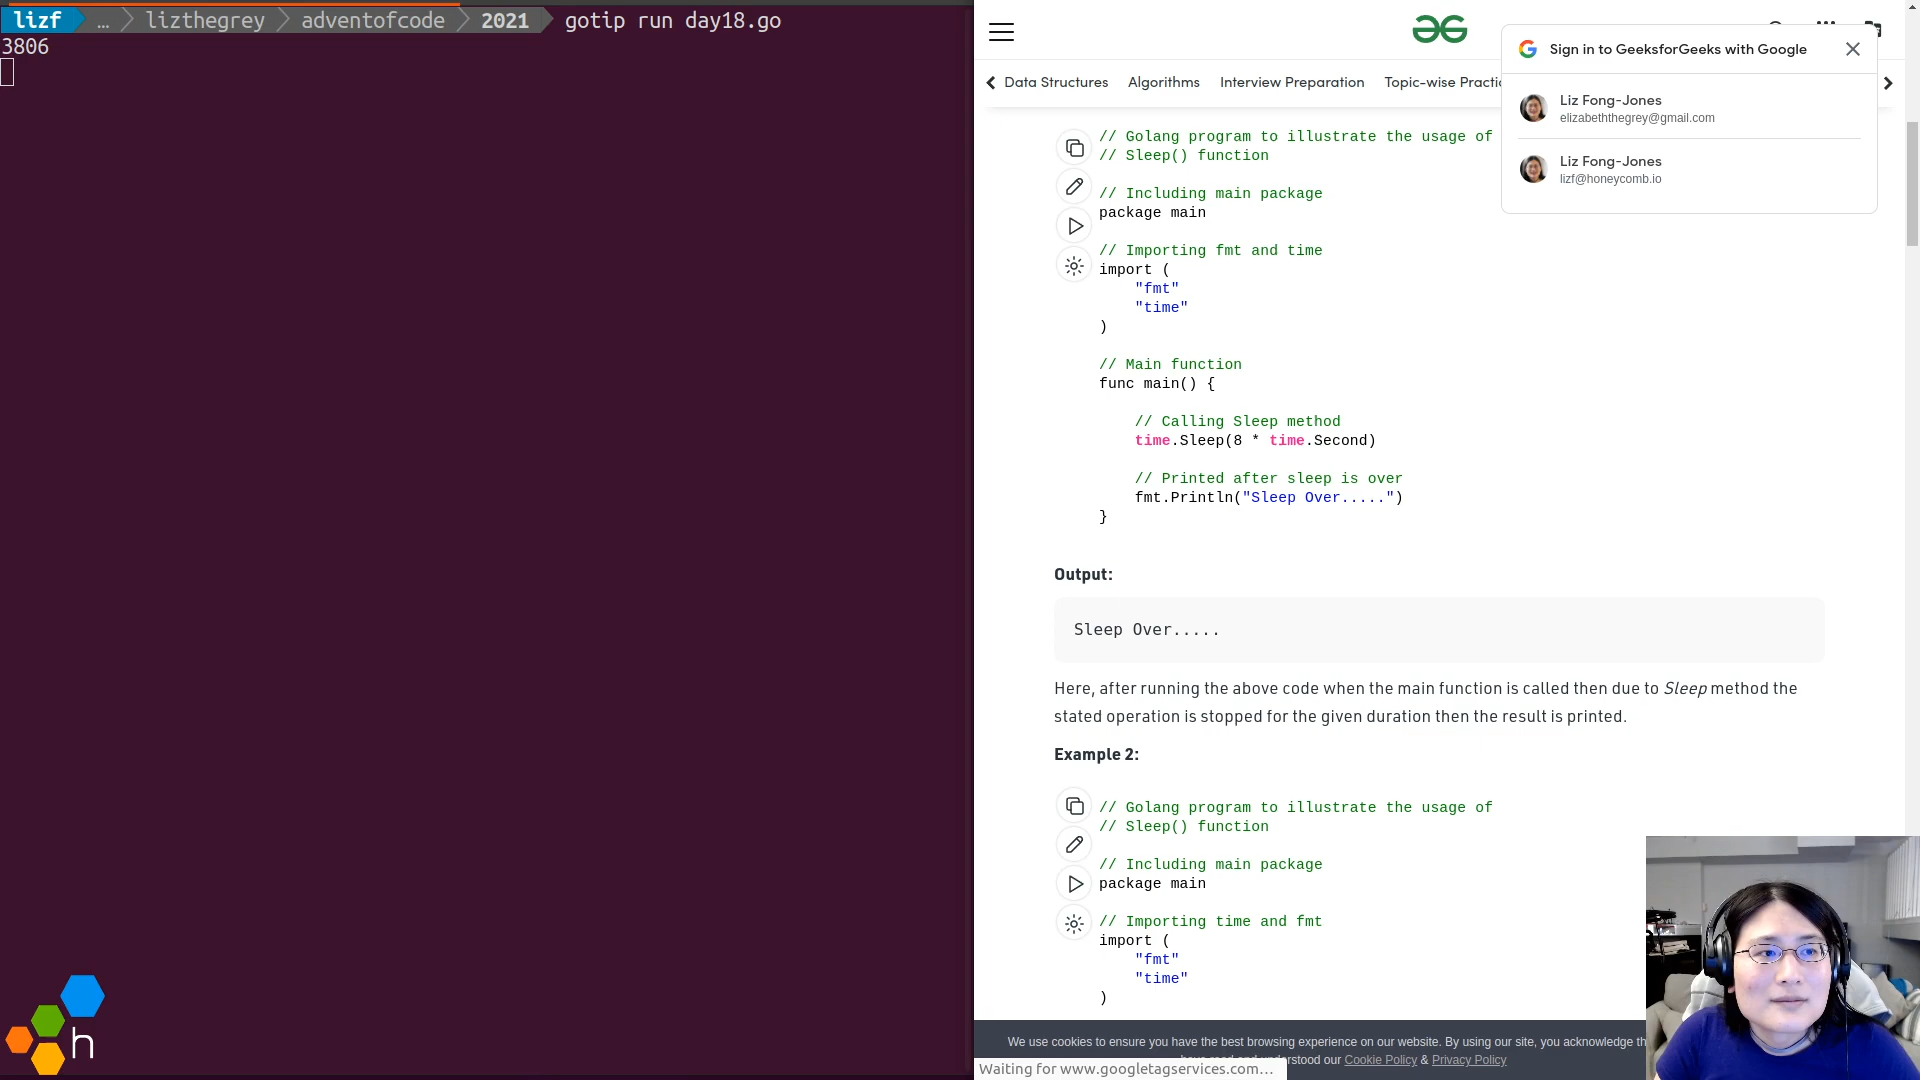 lizf … lizthegrey adventofcode 2021 gotip run day18.go
3806
Data Structures Algorithms Interview Preparation Topic-wise Practic
Sign in to GeeksforGeeks with Google
Liz Fong-Jones
elizabeththegrey@gmail.com
Liz Fong-Jones
lizf@honeycomb.io
// Golang program to illustrate the usage of
// Sleep() function
// Including main package
package main
// Importing fmt and time
import (
"fmt"
"time"
)
// Main function
func main() {
// Calling Sleep method
time.Sleep(8 * time.Second)
// Printed after sleep is over
fmt.Println("Sleep Over.....")
}
Output:
Sleep Over.....
Here, after running the above code when the main function is called then due to Sleep method the
stated operation is stopped for the given duration then the result is printed.
Example 2:
// Golang program to illustrate the usage of
// Sleep() function
// Including main package
package main
// Importing time and fmt
import (
"fmt"
"time"
)
We use cookies to ensure you have the best browsing experience on our website. By using our site, you acknowledge th
have read and understood our Cookie Policy & Privacy Policy
Waiting for www.googletagservices.com…
h